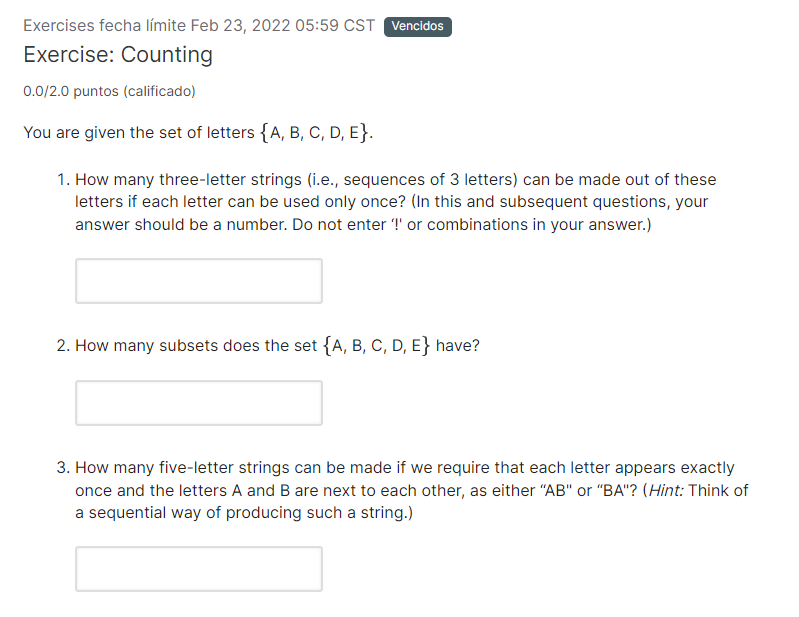 Exercises fecha límite Feb 23, 2022 05:59 CST Vencidos
Exercise: Counting
0.0/2.0 puntos (calificado)
You are given the set of letters {A, B, C, D, E}.
1. How many three-letter strings (i.e., sequences of 3 letters) can be made out of these
letters if each letter can be used only once? (In this and subsequent questions, your
answer should be a number. Do not enter '!' or combinations in your answer.)
2. How many subsets does the set {A, B, C, D, E} have?
3. How many five-letter strings can be made if we require that each letter appears exactly
once and the letters A and B are next to each other, as either “AB" or “BA"? (Hint: Think of
a sequential way of producing such a string.)